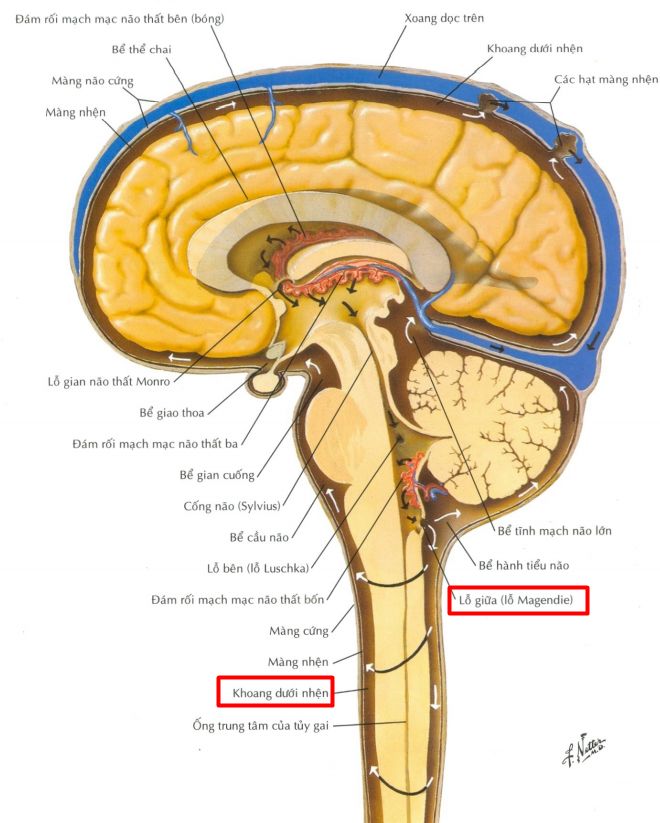 Đám rối mạch mạc não thất bên (bóng)
Xoang dọc trên
Bể thể chai
Khoang dưới nhện
Màng não cứng
Các hạt màng nhện
Màng nhện
Lỗ gian não thất Monro
Bể giao thoa
Đám rối mạch mạc não thất ba
Bể gian cuống
Cống não (Sylvius)
Bể cầu não
Bể tĩnh mạch não lớn
Lỗ bên (lỗ Luschka)
Bể hành tiểu não
Đám rối mạch mạc não thất bốn
Lỗ giữa (lỗ Magendie)
Màng cứng
Màng nhện
Khoang dưới nhện
Ống trung tâm của tủy gai
F. Netter
M.D.